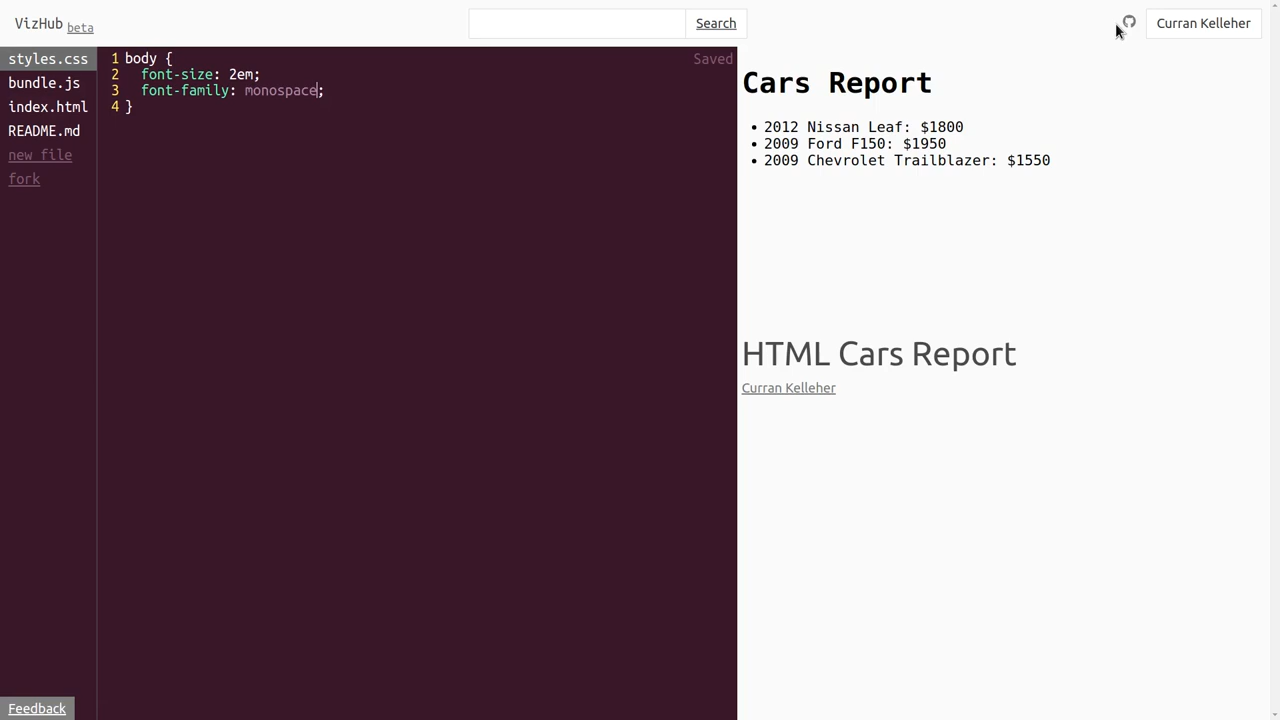 VizHub beta
Search
Curran Kelleher
styles.css
bundle.js
index.html
README.md
new file
fork
1 body {
2 font-size: 2em;
3 font-family: monospace;
4 }
Saved
Cars Report
• 2012 Nissan Leaf: $1800
• 2009 Ford F150: $1950
• 2009 Chevrolet Trailblazer: $1550
HTML Cars Report
Curran Kelleher
Feedback